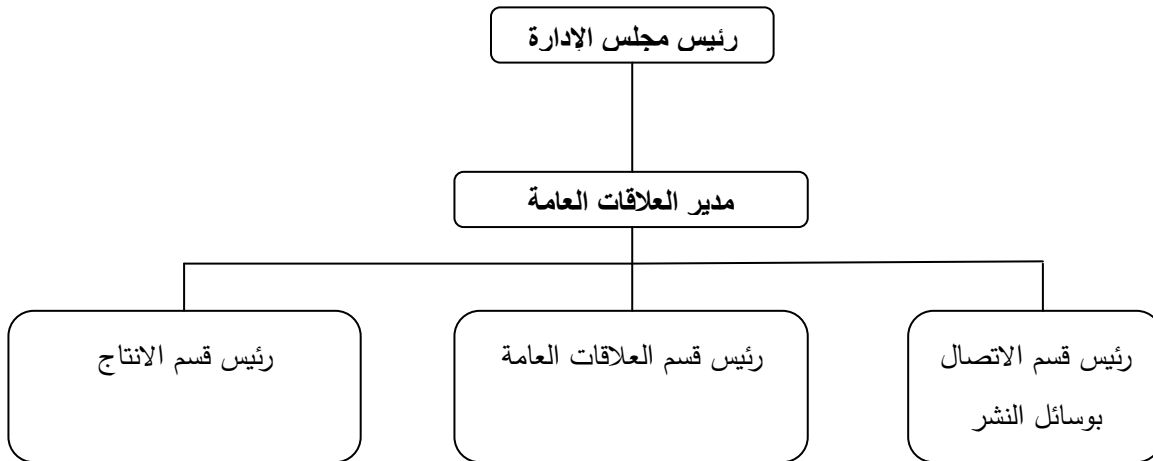 رئيس مجلس الإدارة
مدير العلاقات العامة
رئيس قسم الاتصال
بوسائل النشر
رئيس قسم العلاقات العامة
رئيس قسم الانتاج